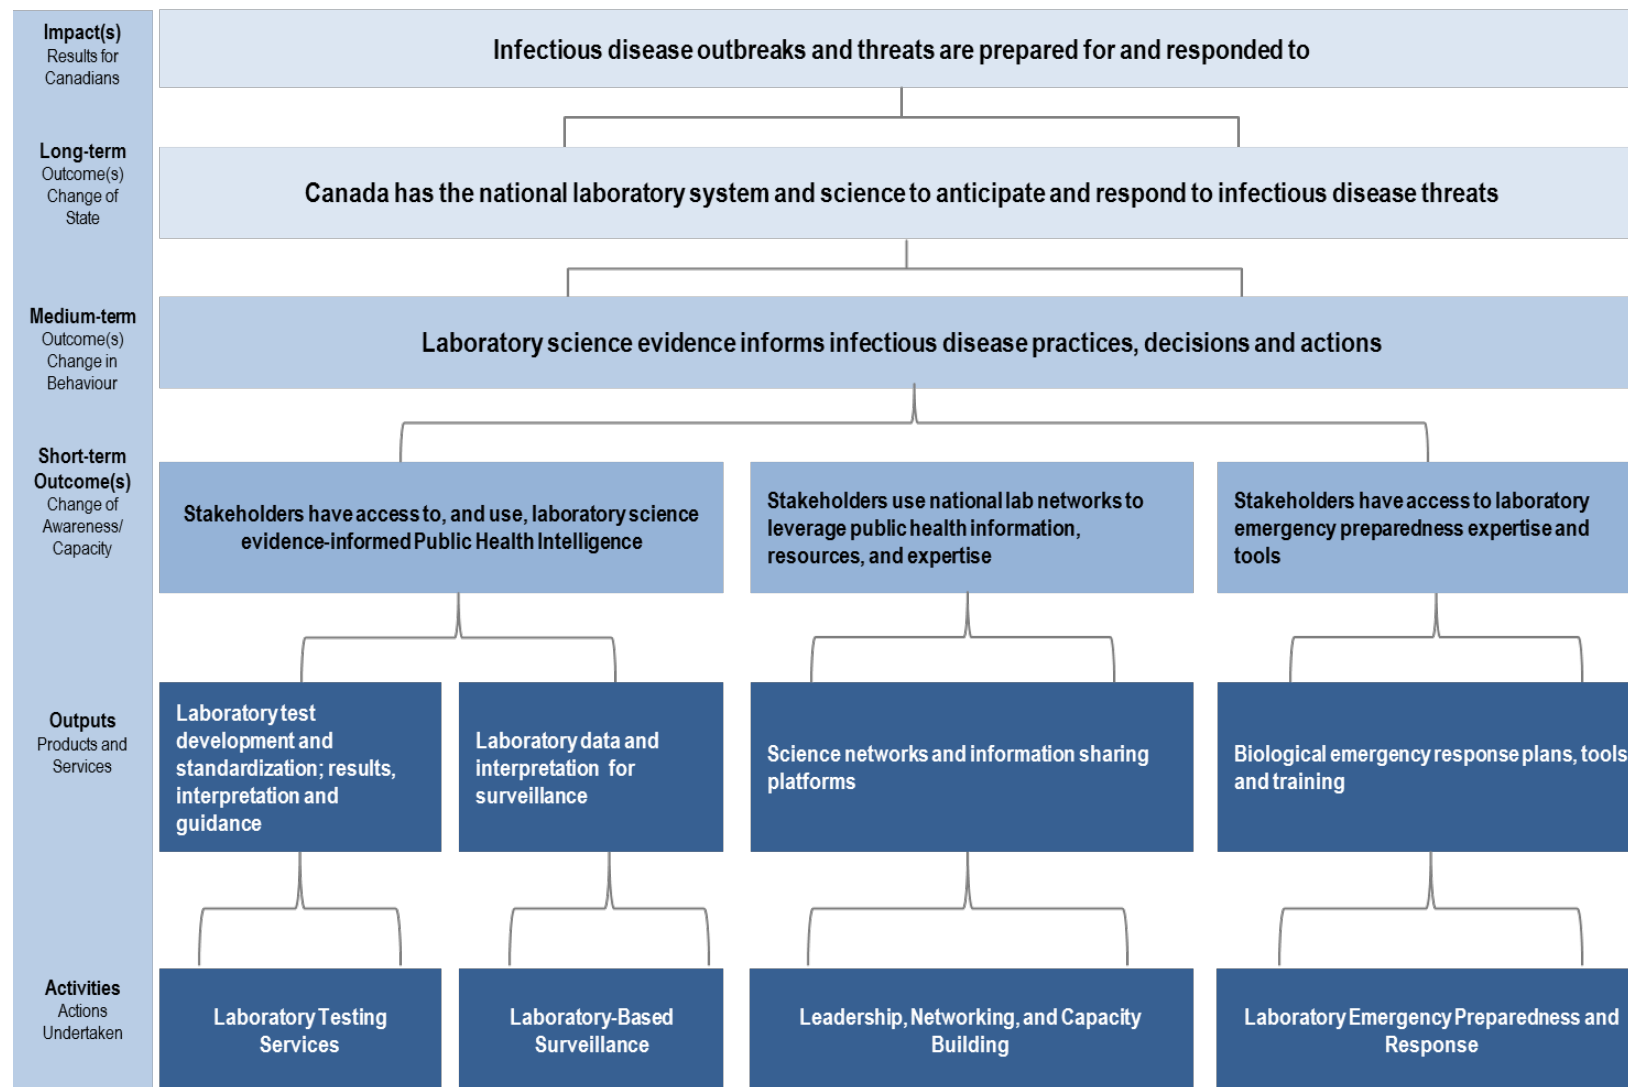 Impact(s)
Results for
Canadians
Infectious disease outbreaks and threats are prepared for and responded to
Long-term
Outcome(s)
Change of
State
Canada has the national laboratory system and science to anticipate and respond to infectious disease threats
Medium-term
Outcome(s)
Change in
Behaviour
Laboratory science evidence informs infectious disease practices, decisions and actions
Short-term
Outcome(s)
Change of
Awareness/
Capacity
Stakeholders have access to, and use, laboratory science
evidence-informed Public Health Intelligence
Stakeholders use national lab networks to
leverage public health information,
resources, and expertise
Stakeholders have access to laboratory
emergency preparedness expertise and
tools
Outputs
Products and
Services
Laboratory test
development and
standardization; results,
interpretation and
guidance
Laboratory data and
interpretation for
surveillance
Science networks and information sharing
platforms
Biological emergency response plans, tools
and training
Activities
Actions
Undertaken
Laboratory Testing
Services
Laboratory-Based
Surveillance
Leadership, Networking, and Capacity
Building
Laboratory Emergency Preparedness and
Response